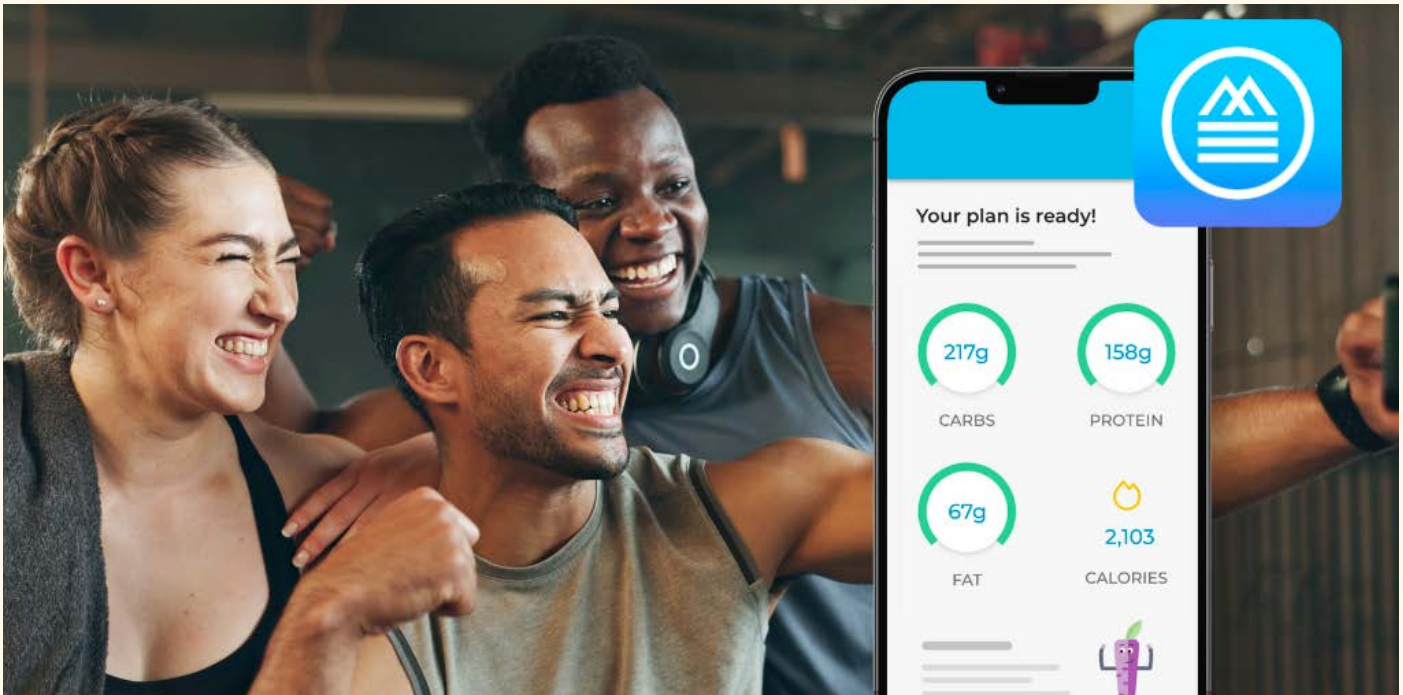 Your plan is ready!
217g
158g
CARBS
PROTEIN
67g
2,103
FAT
CALORIES